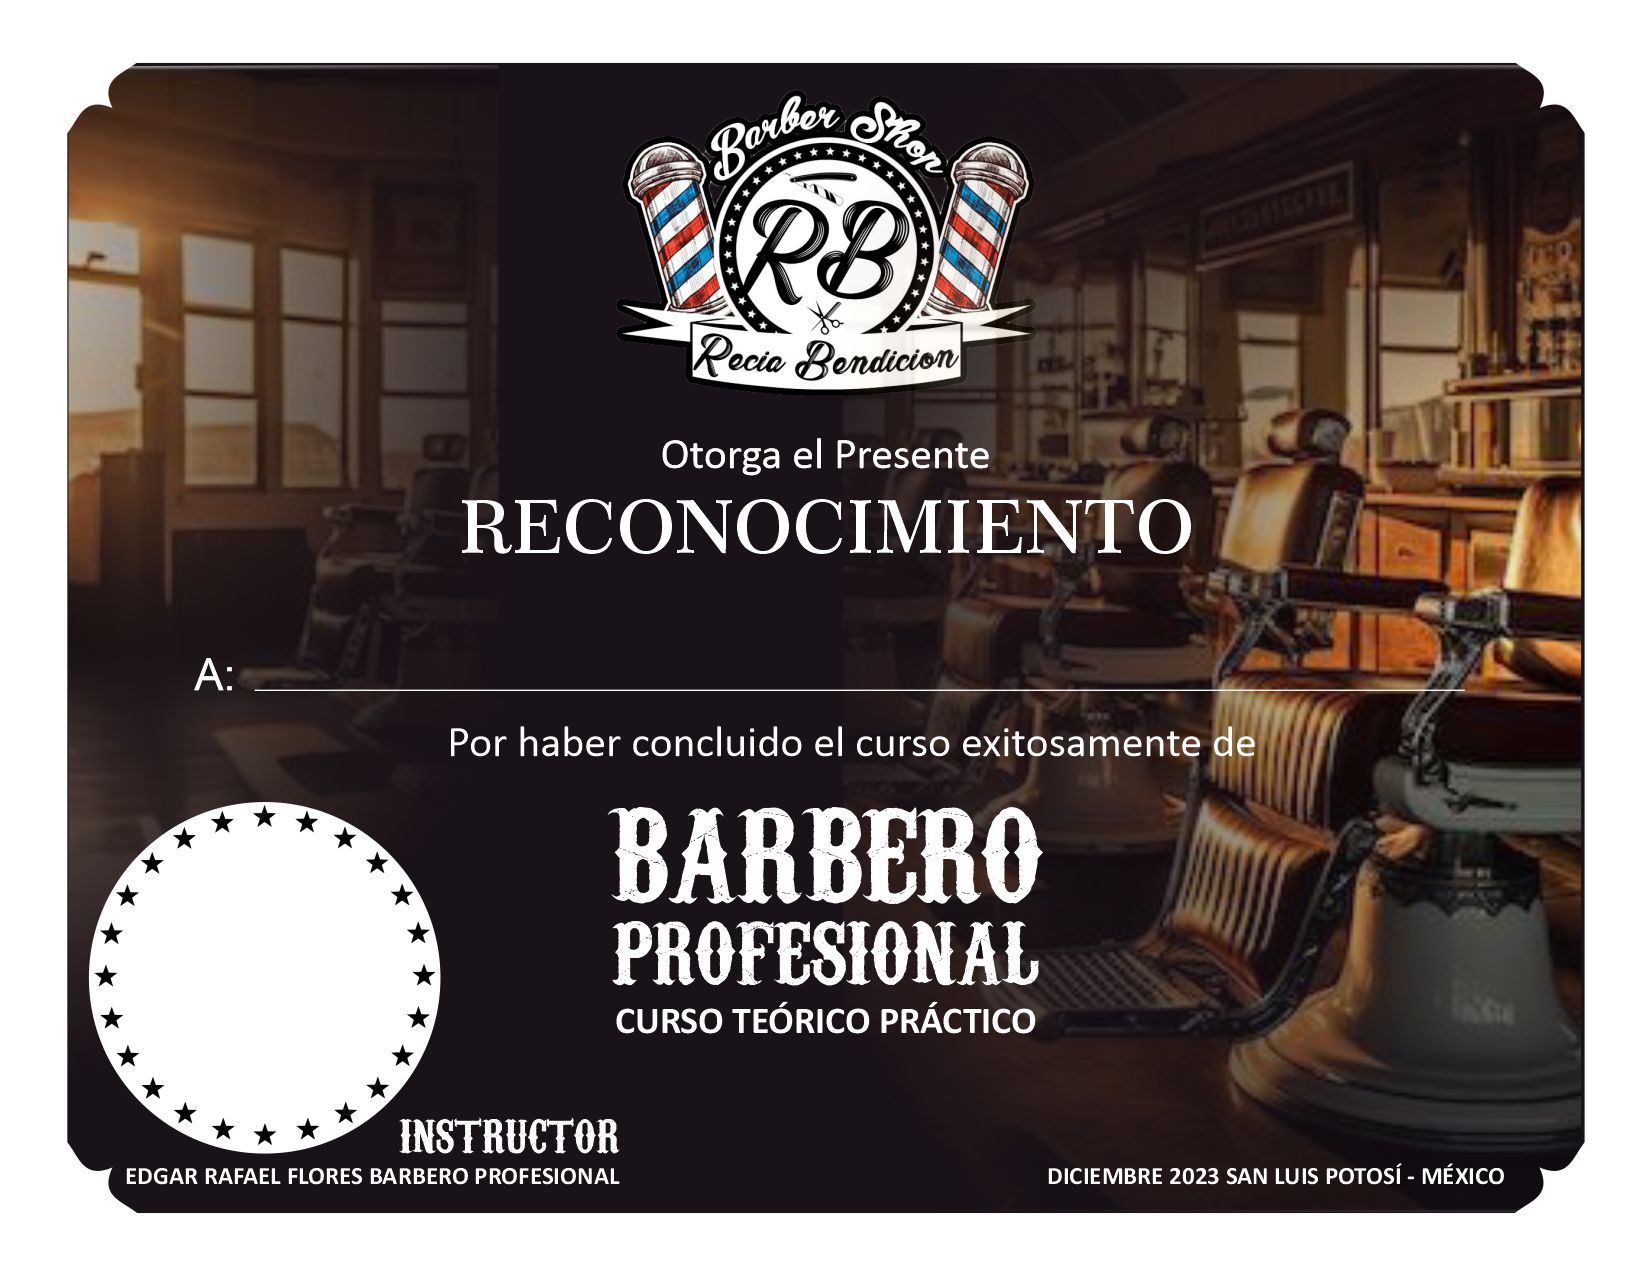 Barber Shop
RB
Recia Bendicion
Otorga el Presente
RECONOCIMIENTO
A:
Por haber concluido el curso exitosamente de
BARBERO
PROFESIONAL
CURSO TEÓRICO PRÁCTICO
INSTRUCTOR
EDGAR RAFAEL FLORES BARBERO PROFESIONAL
DICIEMBRE 2023 SAN LUIS POTOSÍ - MÉXICO